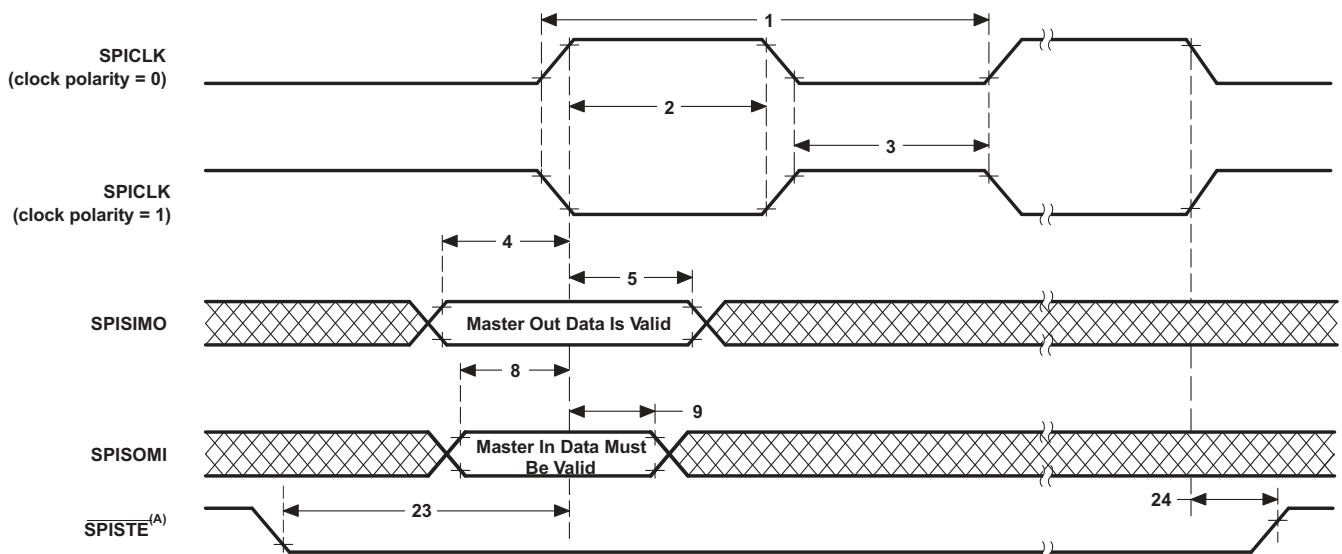 1
SPICLK
(clock polarity = 0)
2
3
SPICLK
(clock polarity = 1)
4
5
SPISIMO
Master Out Data Is Valid
8
9
SPISOMI
Master In Data Must
Be Valid
23
24
SPISTE(A)